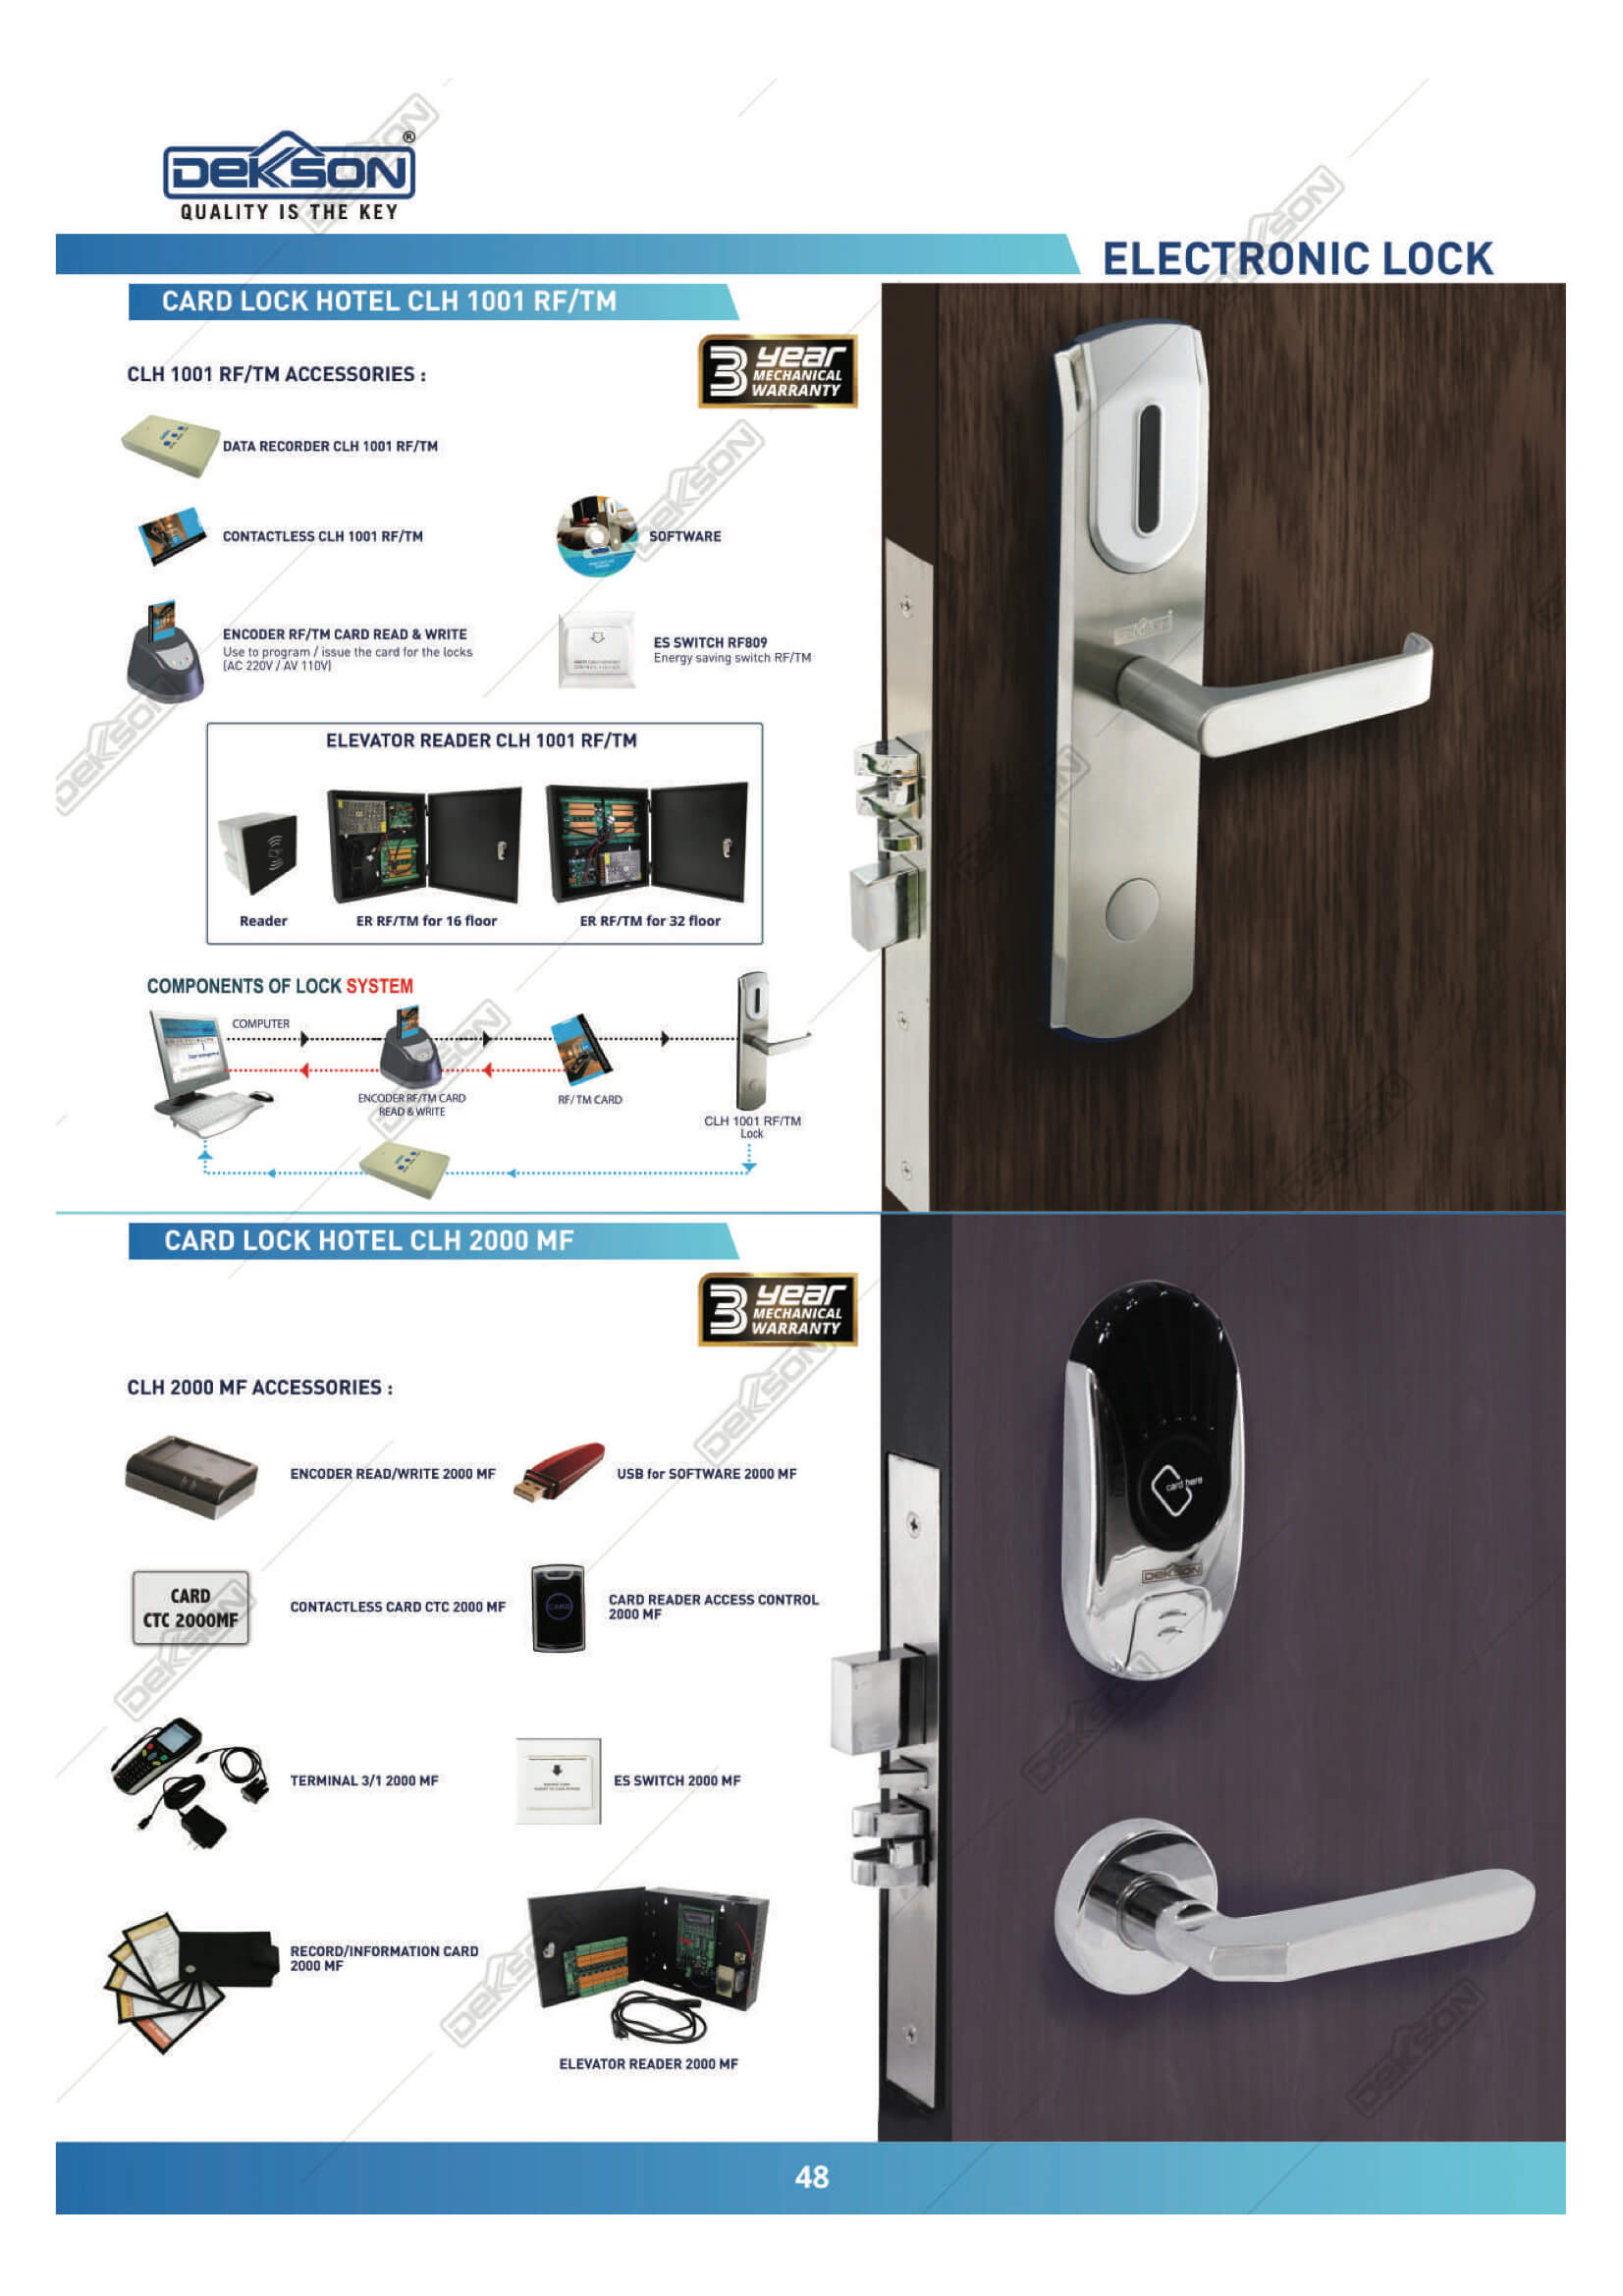 DEKSON®
QUALITY IS THE KEY
ELECTRONIC LOCK
CARD LOCK HOTEL CLH 1001 RF/TM
3 year
MECHANICAL
WARRANTY
CLH 1001 RF/TM ACCESSORIES :
DATA RECORDER CLH 1001 RF/TM
CONTACTLESS CLH 1001 RF/TM
SOFTWARE
ENCODER RF/TM CARD READ & WRITE
Use to program / issue the card for the locks
(AC 220V / AV 110V)
ES SWITCH RF809
Energy saving switch RF/TM
ELEVATOR READER CLH 1001 RF/TM
Reader
ER RF/TM for 16 floor
ER RF/TM for 32 floor
COMPONENTS OF LOCK SYSTEM
COMPUTER
ENCODER RF/TM CARD
READ & WRITE
RF/TM CARD
CLH 1001 RF/TM
Lock
CARD LOCK HOTEL CLH 2000 MF
3 year
MECHANICAL
WARRANTY
CLH 2000 MF ACCESSORIES :
ENCODER READ/WRITE 2000 MF
USB for SOFTWARE 2000 MF
CARD
CTC 2000MF
CONTACTLESS CARD CTC 2000 MF
CARD
CARD READER ACCESS CONTROL
2000 MF
card here
DEKSON
TERMINAL 3/1 2000 MF
ES SWITCH 2000 MF
RECORD/INFORMATION CARD
2000 MF
ELEVATOR READER 2000 MF
48